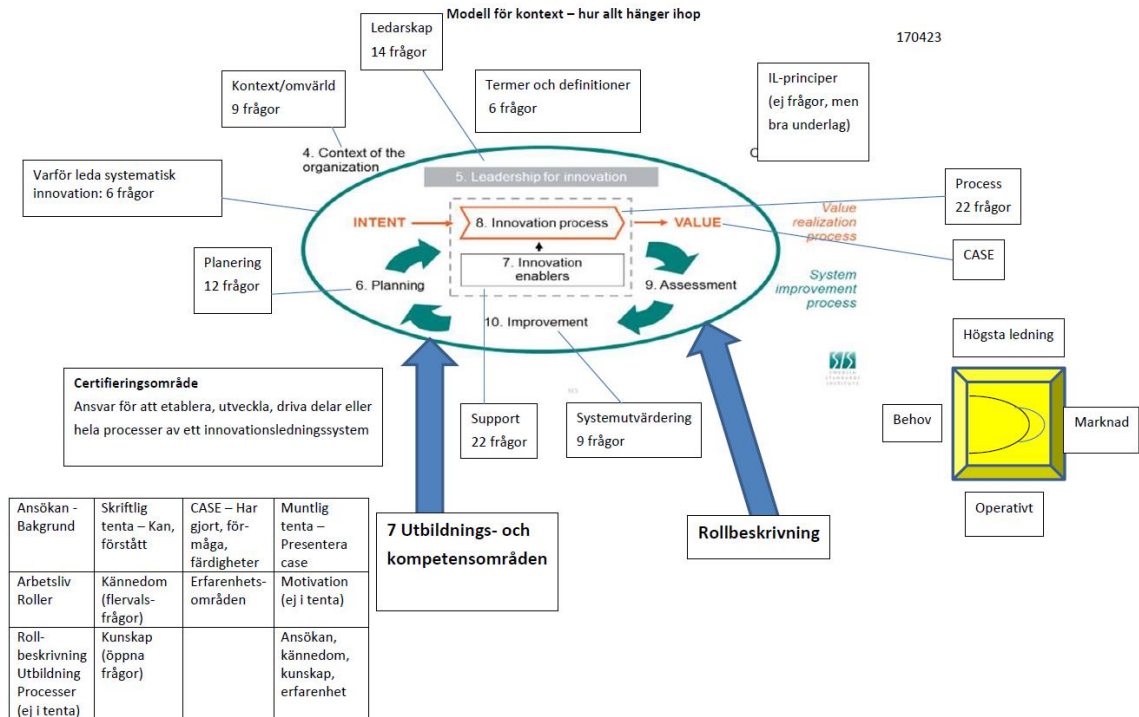 Modell för kontext – hur allt hänger ihop
170423
Ledarskap
14 frågor
Kontext/omvärld
9 frågor
Termer och definitioner
6 frågor
IL-principer
(ej frågor, men
bra underlag)
4. Context of the
organization
C
Varför leda systematisk
innovation: 6 frågor
5. Leadership for innovation
Process
22 frågor
INTENT
8. Innovation process
VALUE
Value
realization
process
CASE
7. Innovation
enablers
Planering
12 frågor
6. Planning
9. Assessment
System
improvement
process
10. Improvement
Högsta ledning
SIS
SWEDISH
STANDARDS
INSTITUTE
Certifieringsområde
Ansvar för att etablera, utveckla, driva delar eller
hela processer av ett innovationsledningssystem
Support
22 frågor
Systemutvärdering
9 frågor
Behov
Marknad
Operativt
7 Utbildnings- och
kompetensområden
Rollbeskrivning
Ansökan -
Bakgrund
Skriftlig
tenta – Kan,
förstått
CASE – Har
gjort, för-
måga,
färdigheter
Muntlig
tenta –
Presentera
case
Arbetsliv
Roller
Kännedom
(flervals-
frågor)
Erfarenhets-
områden
Motivation
(ej i tenta)
Roll-
beskrivning
Utbildning
Processer
(ej i tenta)
Kunskap
(öppna
frågor)
Ansökan,
kännedom,
kunskap,
erfarenhet